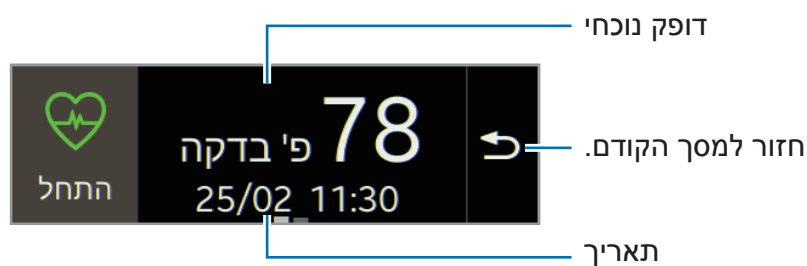 דופק נוכחי
78 פ' בדקה
התחל
25/02 11:30
חזור למסך הקודם.
תאריך